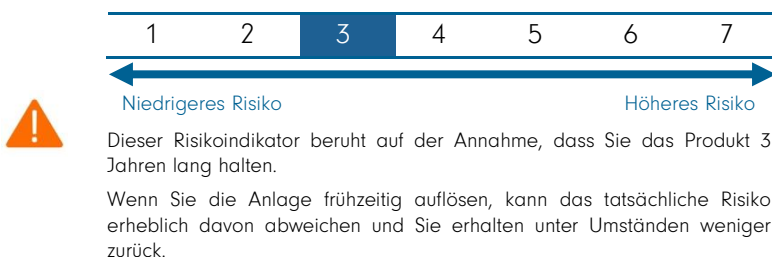 1 2 3 4 5 6 7
Niedrigeres Risiko Höheres Risiko
Dieser Risikoindikator beruht auf der Annahme, dass Sie das Produkt 3
Jahren lang halten.
Wenn Sie die Anlage frühzeitig auflösen, kann das tatsächliche Risiko
erheblich davon abweichen und Sie erhalten unter Umständen weniger
zurück.